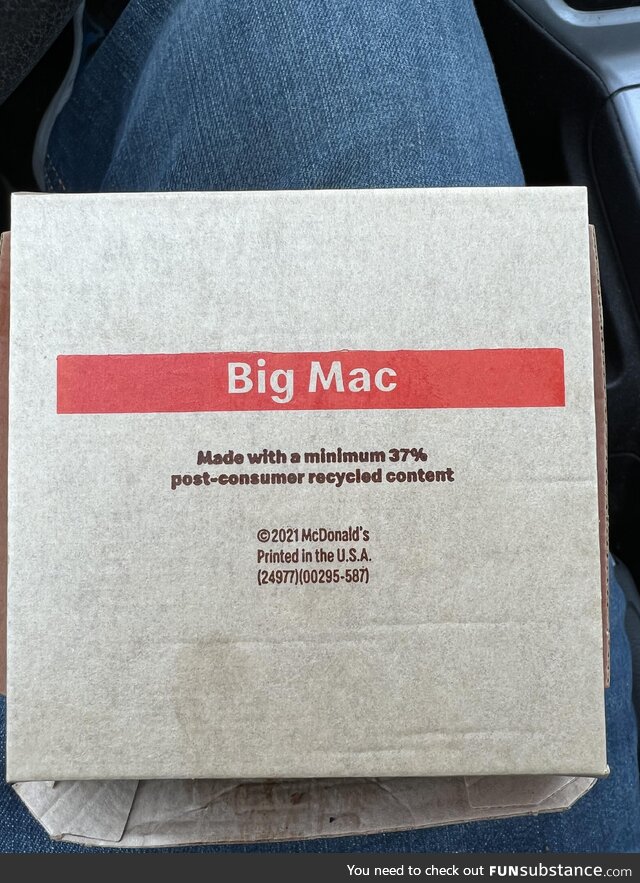 Big Mac
Made with a minimum 37%
post-consumer recycled content
©2021 McDonald's
Printed in the U.S.A.
(24977)(00295-587)
You need to check out FUNsubstance.com